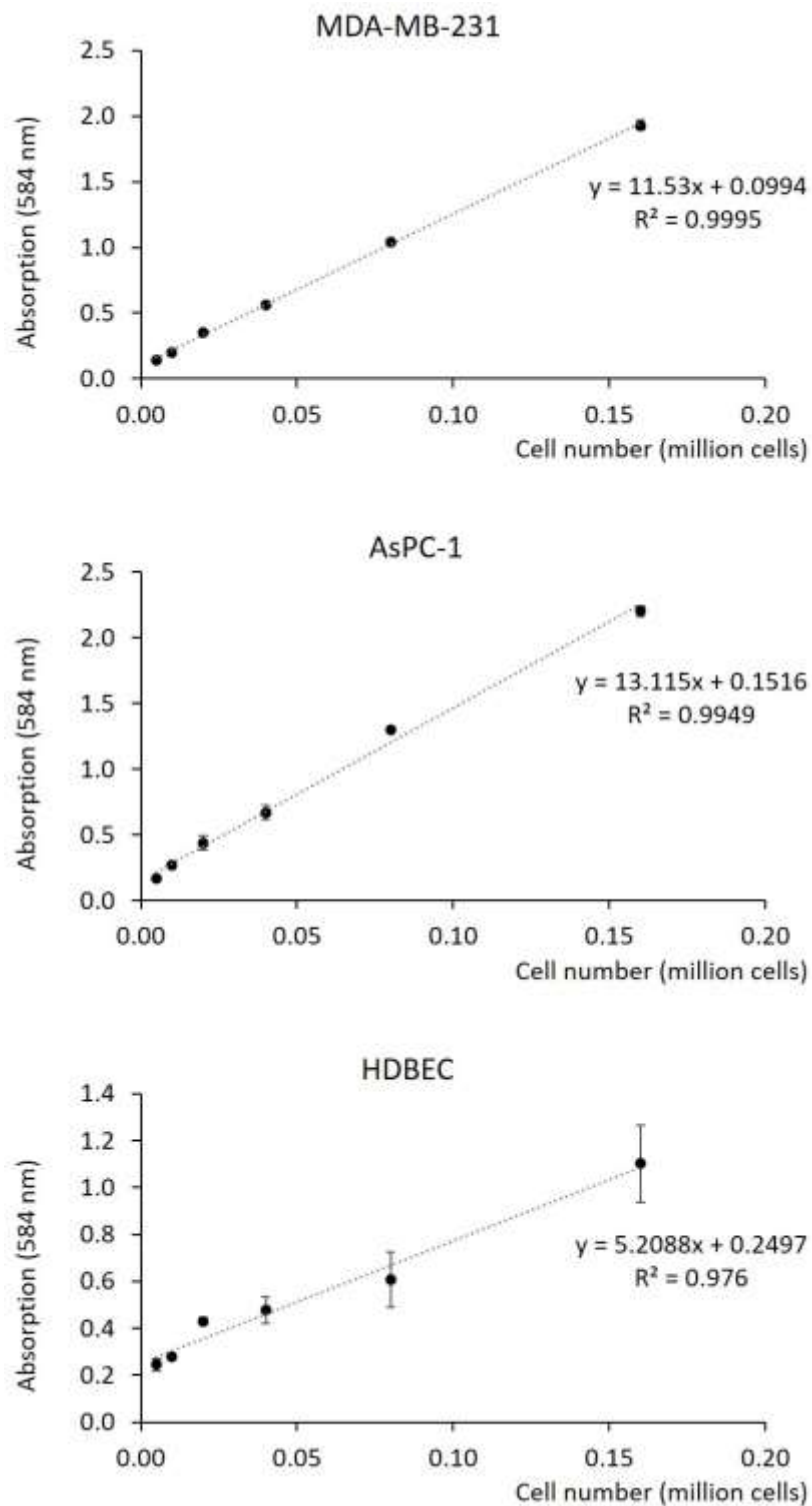 MDA-MB-231
2.5
2.0
1.5
1.0
0.5
0.0
Absorption (584 nm)
y = 11.53x + 0.0994
R² = 0.9995
0.00 0.05 0.10 0.15 0.20
Cell number (million cells)
AsPC-1
2.5
2.0
1.5
1.0
0.5
0.0
Absorption (584 nm)
y = 13.115x + 0.1516
R² = 0.9949
0.00 0.05 0.10 0.15 0.20
Cell number (million cells)
HDBEC
1.4
1.2
1.0
0.8
0.6
0.4
0.2
0.0
Absorption (584 nm)
y = 5.2088x + 0.2497
R² = 0.976
0.00 0.05 0.10 0.15 0.20
Cell number (million cells)